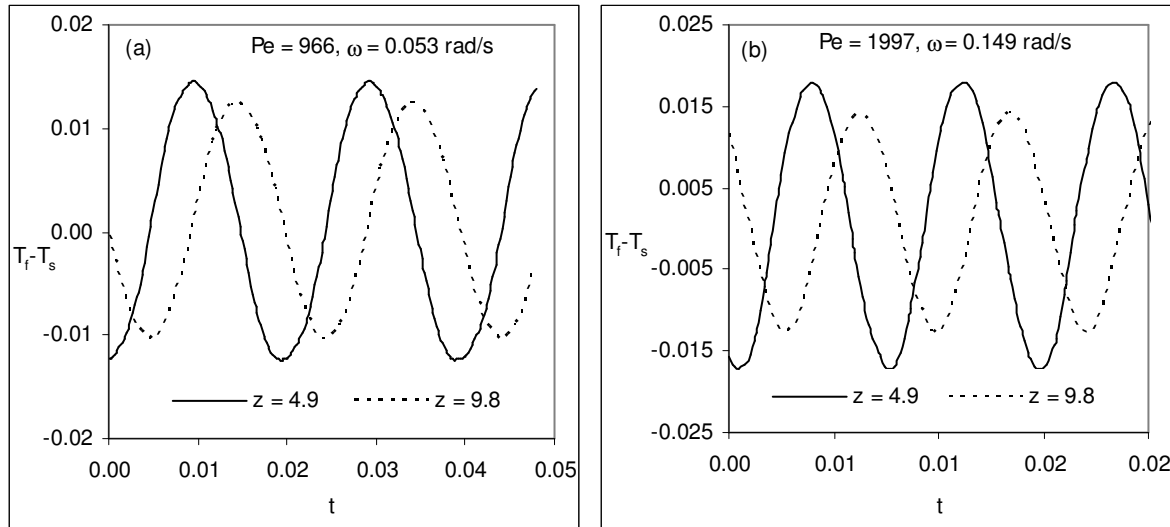 (a) Pe = 966, ω = 0.053 rad/s
0.02
0.01
0.00
T_f-T_s
-0.01
-0.02
z = 4.9 z = 9.8
0.00 0.01 0.02 0.03 0.04 0.05
t
(b) Pe = 1997, ω = 0.149 rad/s
0.025
0.015
0.005
T_f-T_s
-0.005
-0.015
-0.025
z = 4.9 z = 9.8
0.00 0.01 0.01 0.02 0.02
t